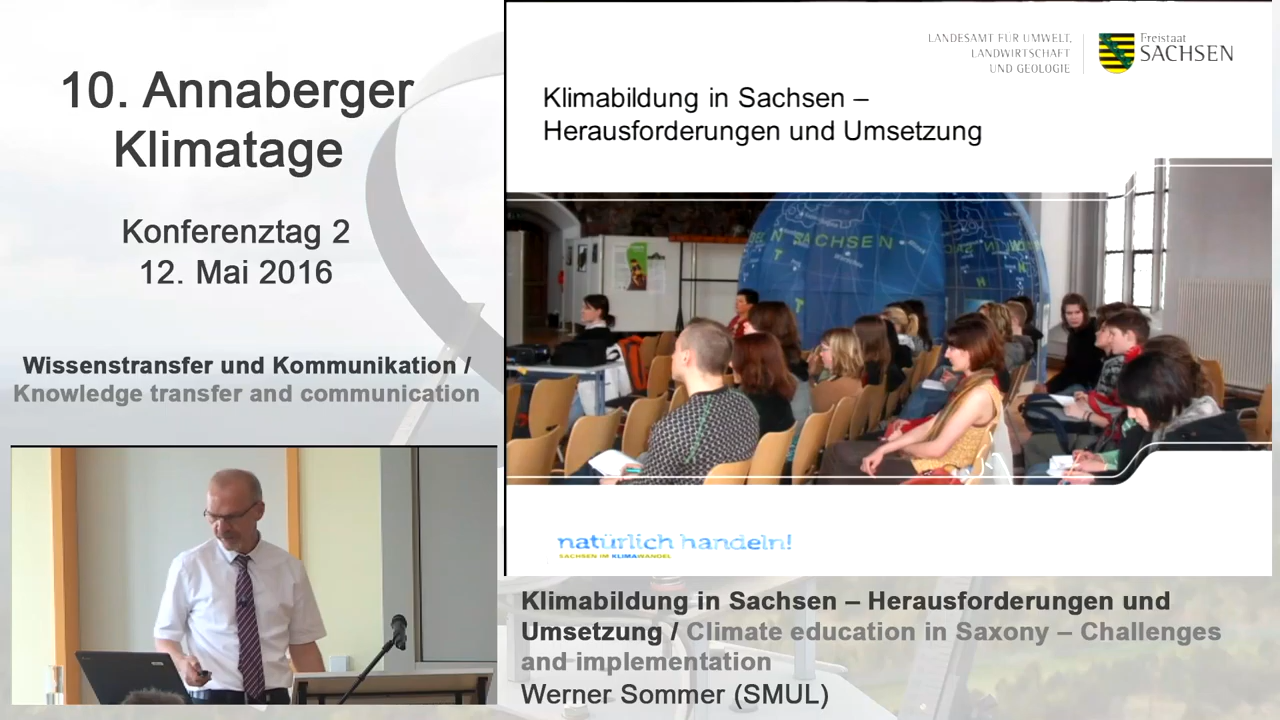 10. Annaberger
Klimatage
Konferenztag 2
12. Mai 2016
Wissenstransfer und Kommunikation /
Knowledge transfer and communication
LANDESAMT FÜR UMWELT,
LANDWIRTSCHAFT
UND GEOLOGIE
Freistaat
SACHSEN
Klimabildung in Sachsen –
Herausforderungen und Umsetzung
N SACHSEN
natürlich handeln!
SACHSEN IM KLIMAWANDEL
Klimabildung in Sachsen – Herausforderungen und
Umsetzung / Climate education in Saxony – Challenges
and implementation
Werner Sommer (SMUL)